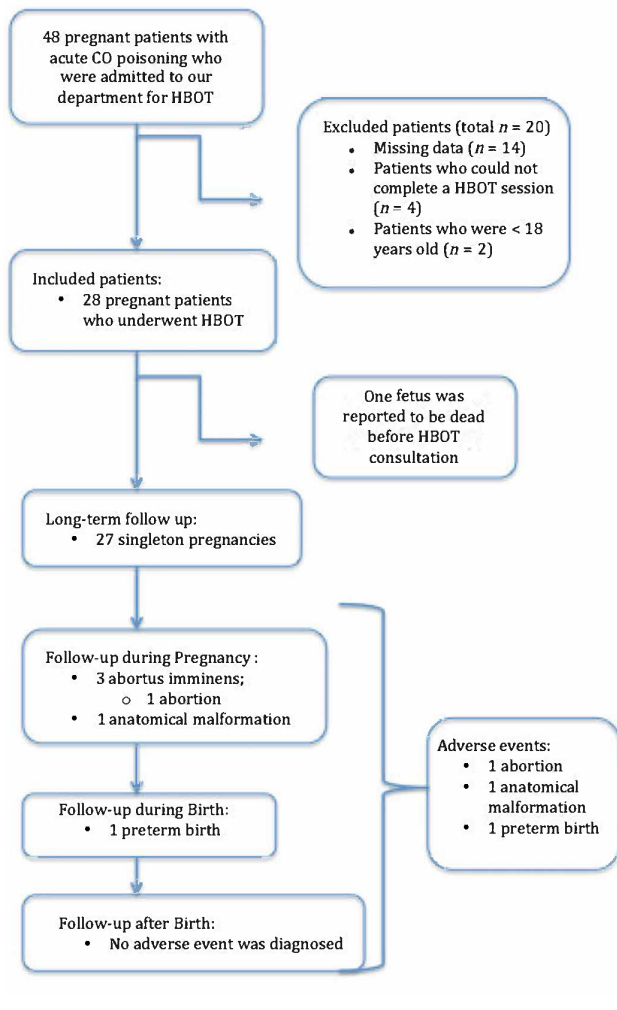 48 pregnant patients with
acute CO poisoning who
were admitted to our
department for HBOT
Excluded patients (total n = 20)
• Missing data (n = 14)
• Patients who could not
complete a HBOT session
(n = 4)
• Patients who were < 18
years old (n = 2)
Included patients:
• 28 pregnant patients
who underwent HBOT
One fetus was
reported to be dead
before HBOT
consultation
Long-term follow up:
• 27 singleton pregnancies
Follow-up during Pregnancy :
• 3 abortus imminens;
o 1 abortion
• 1 anatomical malformation
Adverse events:
• 1 abortion
• 1 anatomical
malformation
• 1 preterm birth
Follow-up during Birth:
• 1 preterm birth
Follow-up after Birth:
• No adverse event was diagnosed